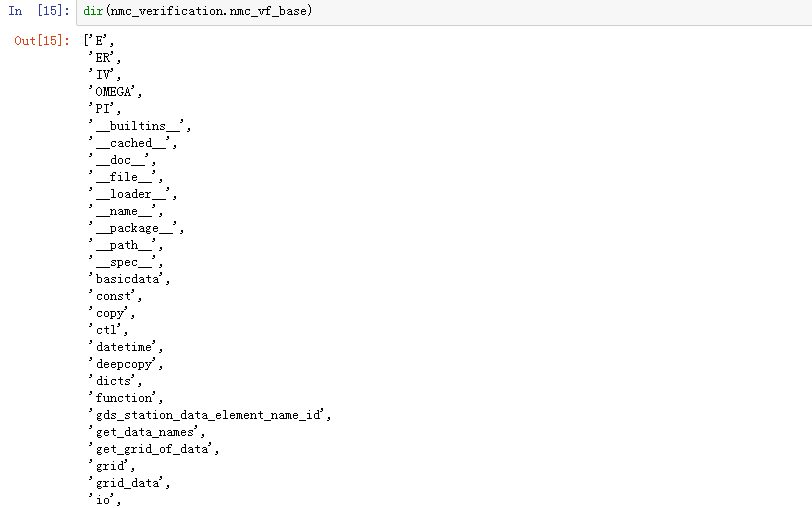 In [15]: dir(nmc_verification.nmc_vf_base)
Out[15]: ['E',
'ER',
'IV',
'OMEGA',
'PI',
'__builtins__',
'__cached__',
'__doc__',
'__file__',
'__loader__',
'__name__',
'__package__',
'__path__',
'__spec__',
'basicdata',
'const',
'copy',
'ctl',
'datetime',
'deepcopy',
'dicts',
'function',
'gds_station_data_element_name_id',
'get_data_names',
'get_grid_of_data',
'grid',
'grid_data',
'io',